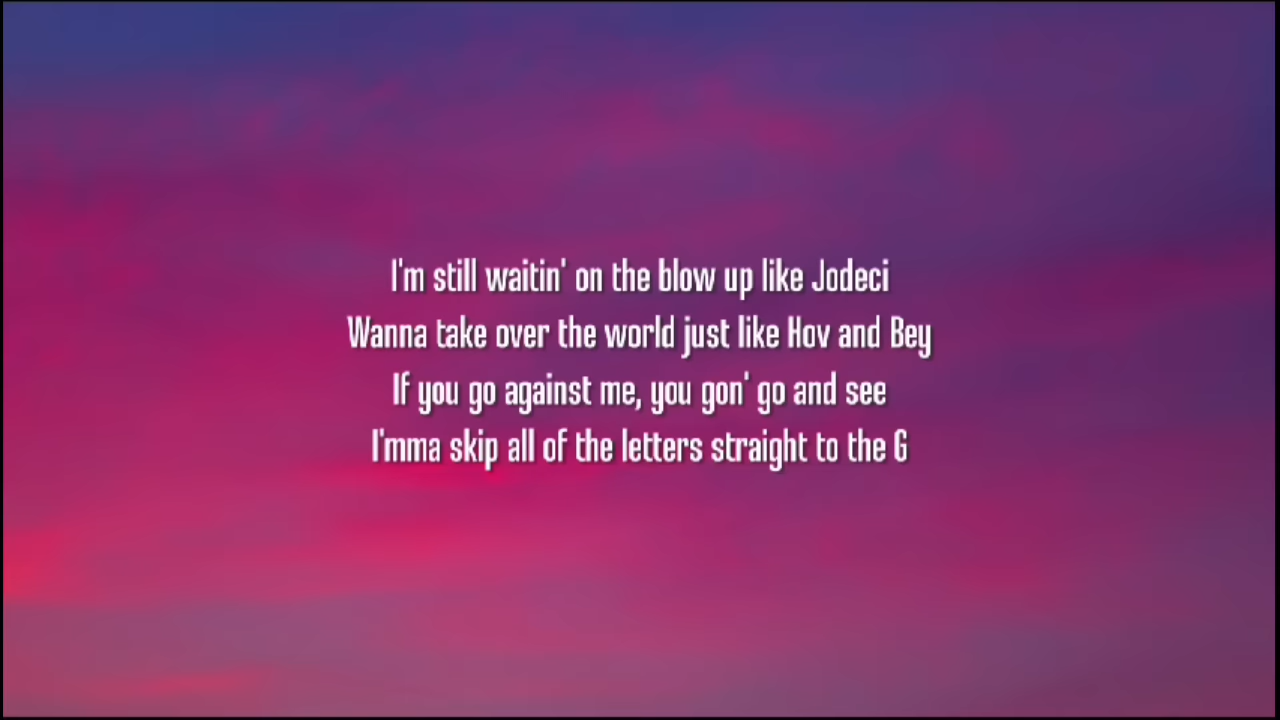 I'm still waitin' on the blow up like Jodeci
Wanna take over the world just like Hov and Bey
If you go against me, you gon' go and see
I'mma skip all of the letters straight to the G